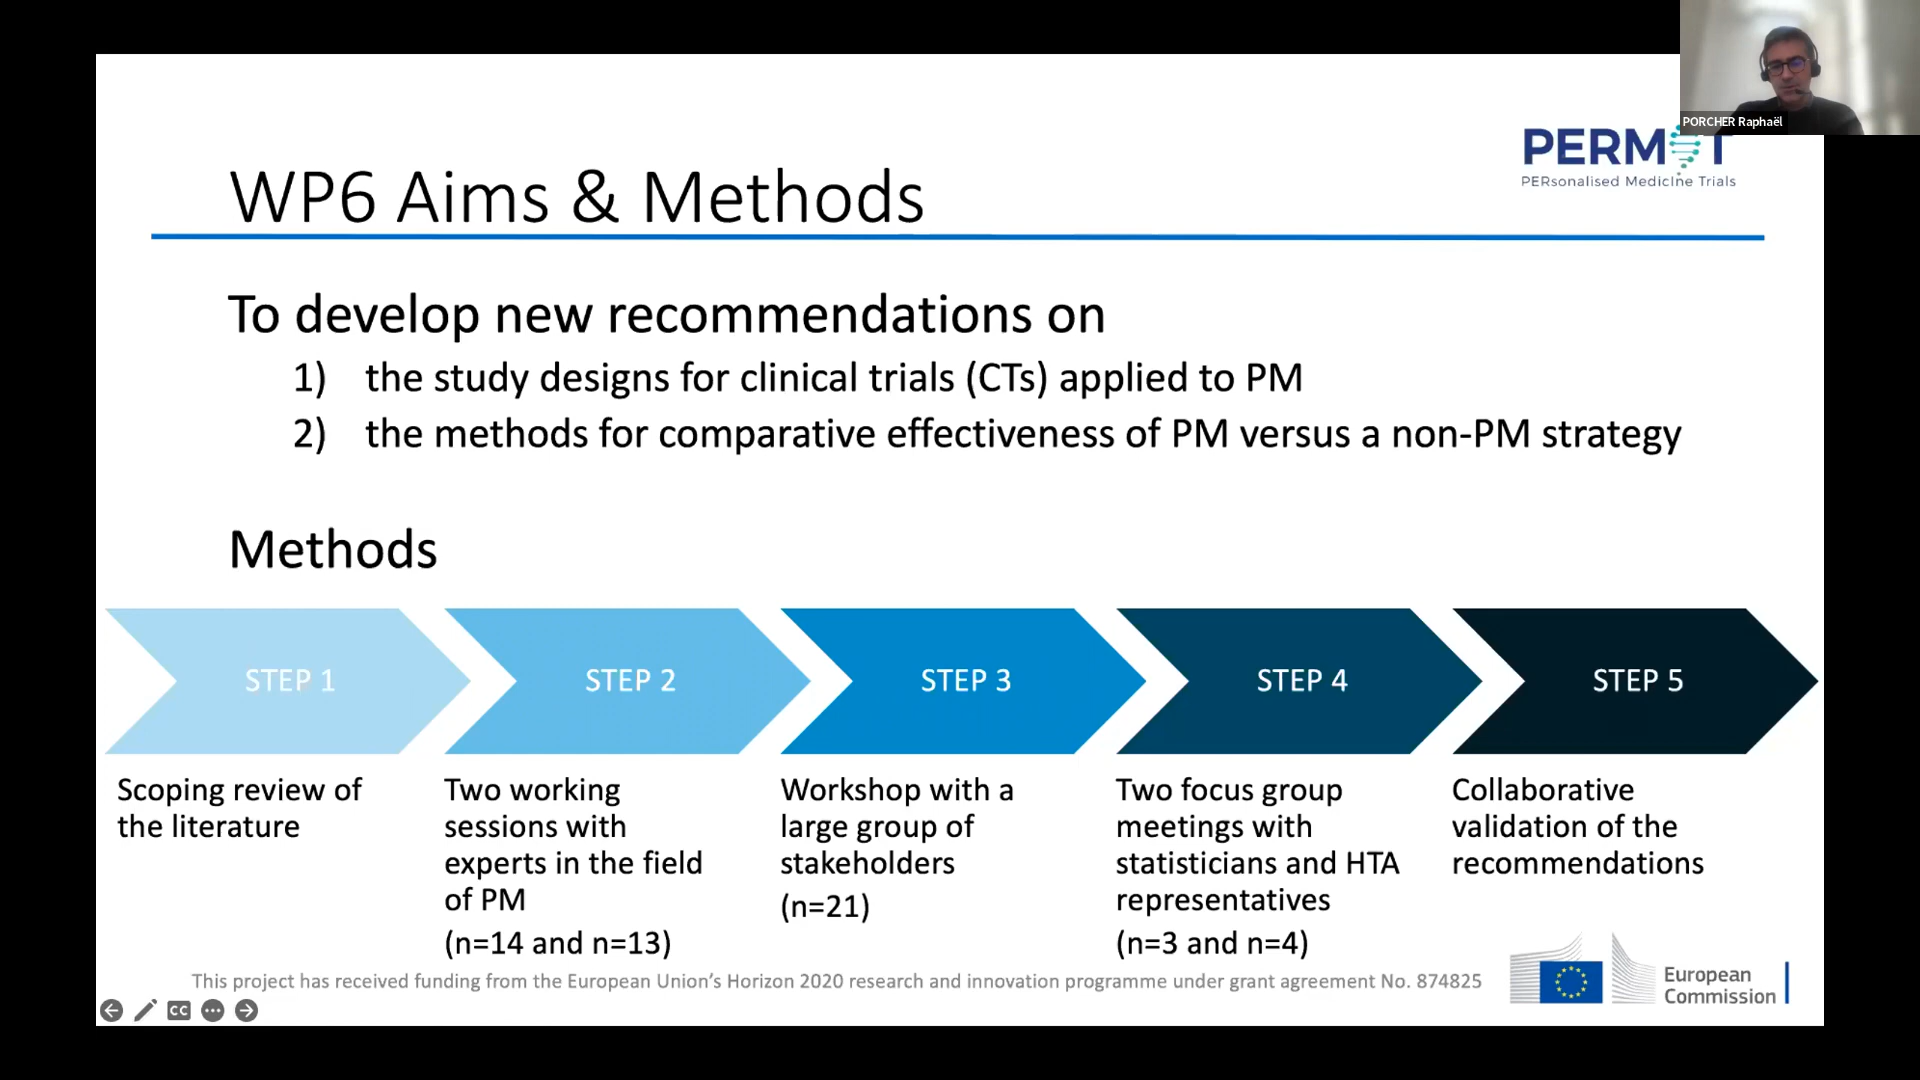 PORCHER Raphaël
PERMIT
PERsonalised MedicIne Trials
WP6 Aims & Methods
To develop new recommendations on
1) the study designs for clinical trials (CTs) applied to PM
2) the methods for comparative effectiveness of PM versus a non-PM strategy
Methods
STEP 1
Scoping review of
the literature
STEP 2
Two working
sessions with
experts in the field
of PM
(n=14 and n=13)
STEP 3
Workshop with a
large group of
stakeholders
(n=21)
STEP 4
Two focus group
meetings with
statisticians and HTA
representatives
(n=3 and n=4)
STEP 5
Collaborative
validation of the
recommendations
This project has received funding from the European Union’s Horizon 2020 research and innovation programme under grant agreement No. 874825
European
Commission
CC